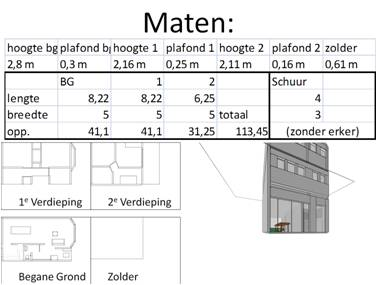 Maten:
hoogte bg plafond bg hoogte 1 plafond 1 hoogte 2 plafond 2 zolder
2,8 m 0,3 m 2,16 m 0,25 m 2,11 m 0,16 m 0,61 m
BG 1 2 Schuur
lengte 8,22 8,22 6,25 4
breedte 5 5 5 totaal 3
opp. 41,1 41,1 31,25 113,45 (zonder erker)
1e Verdieping 2e Verdieping
Begane Grond Zolder